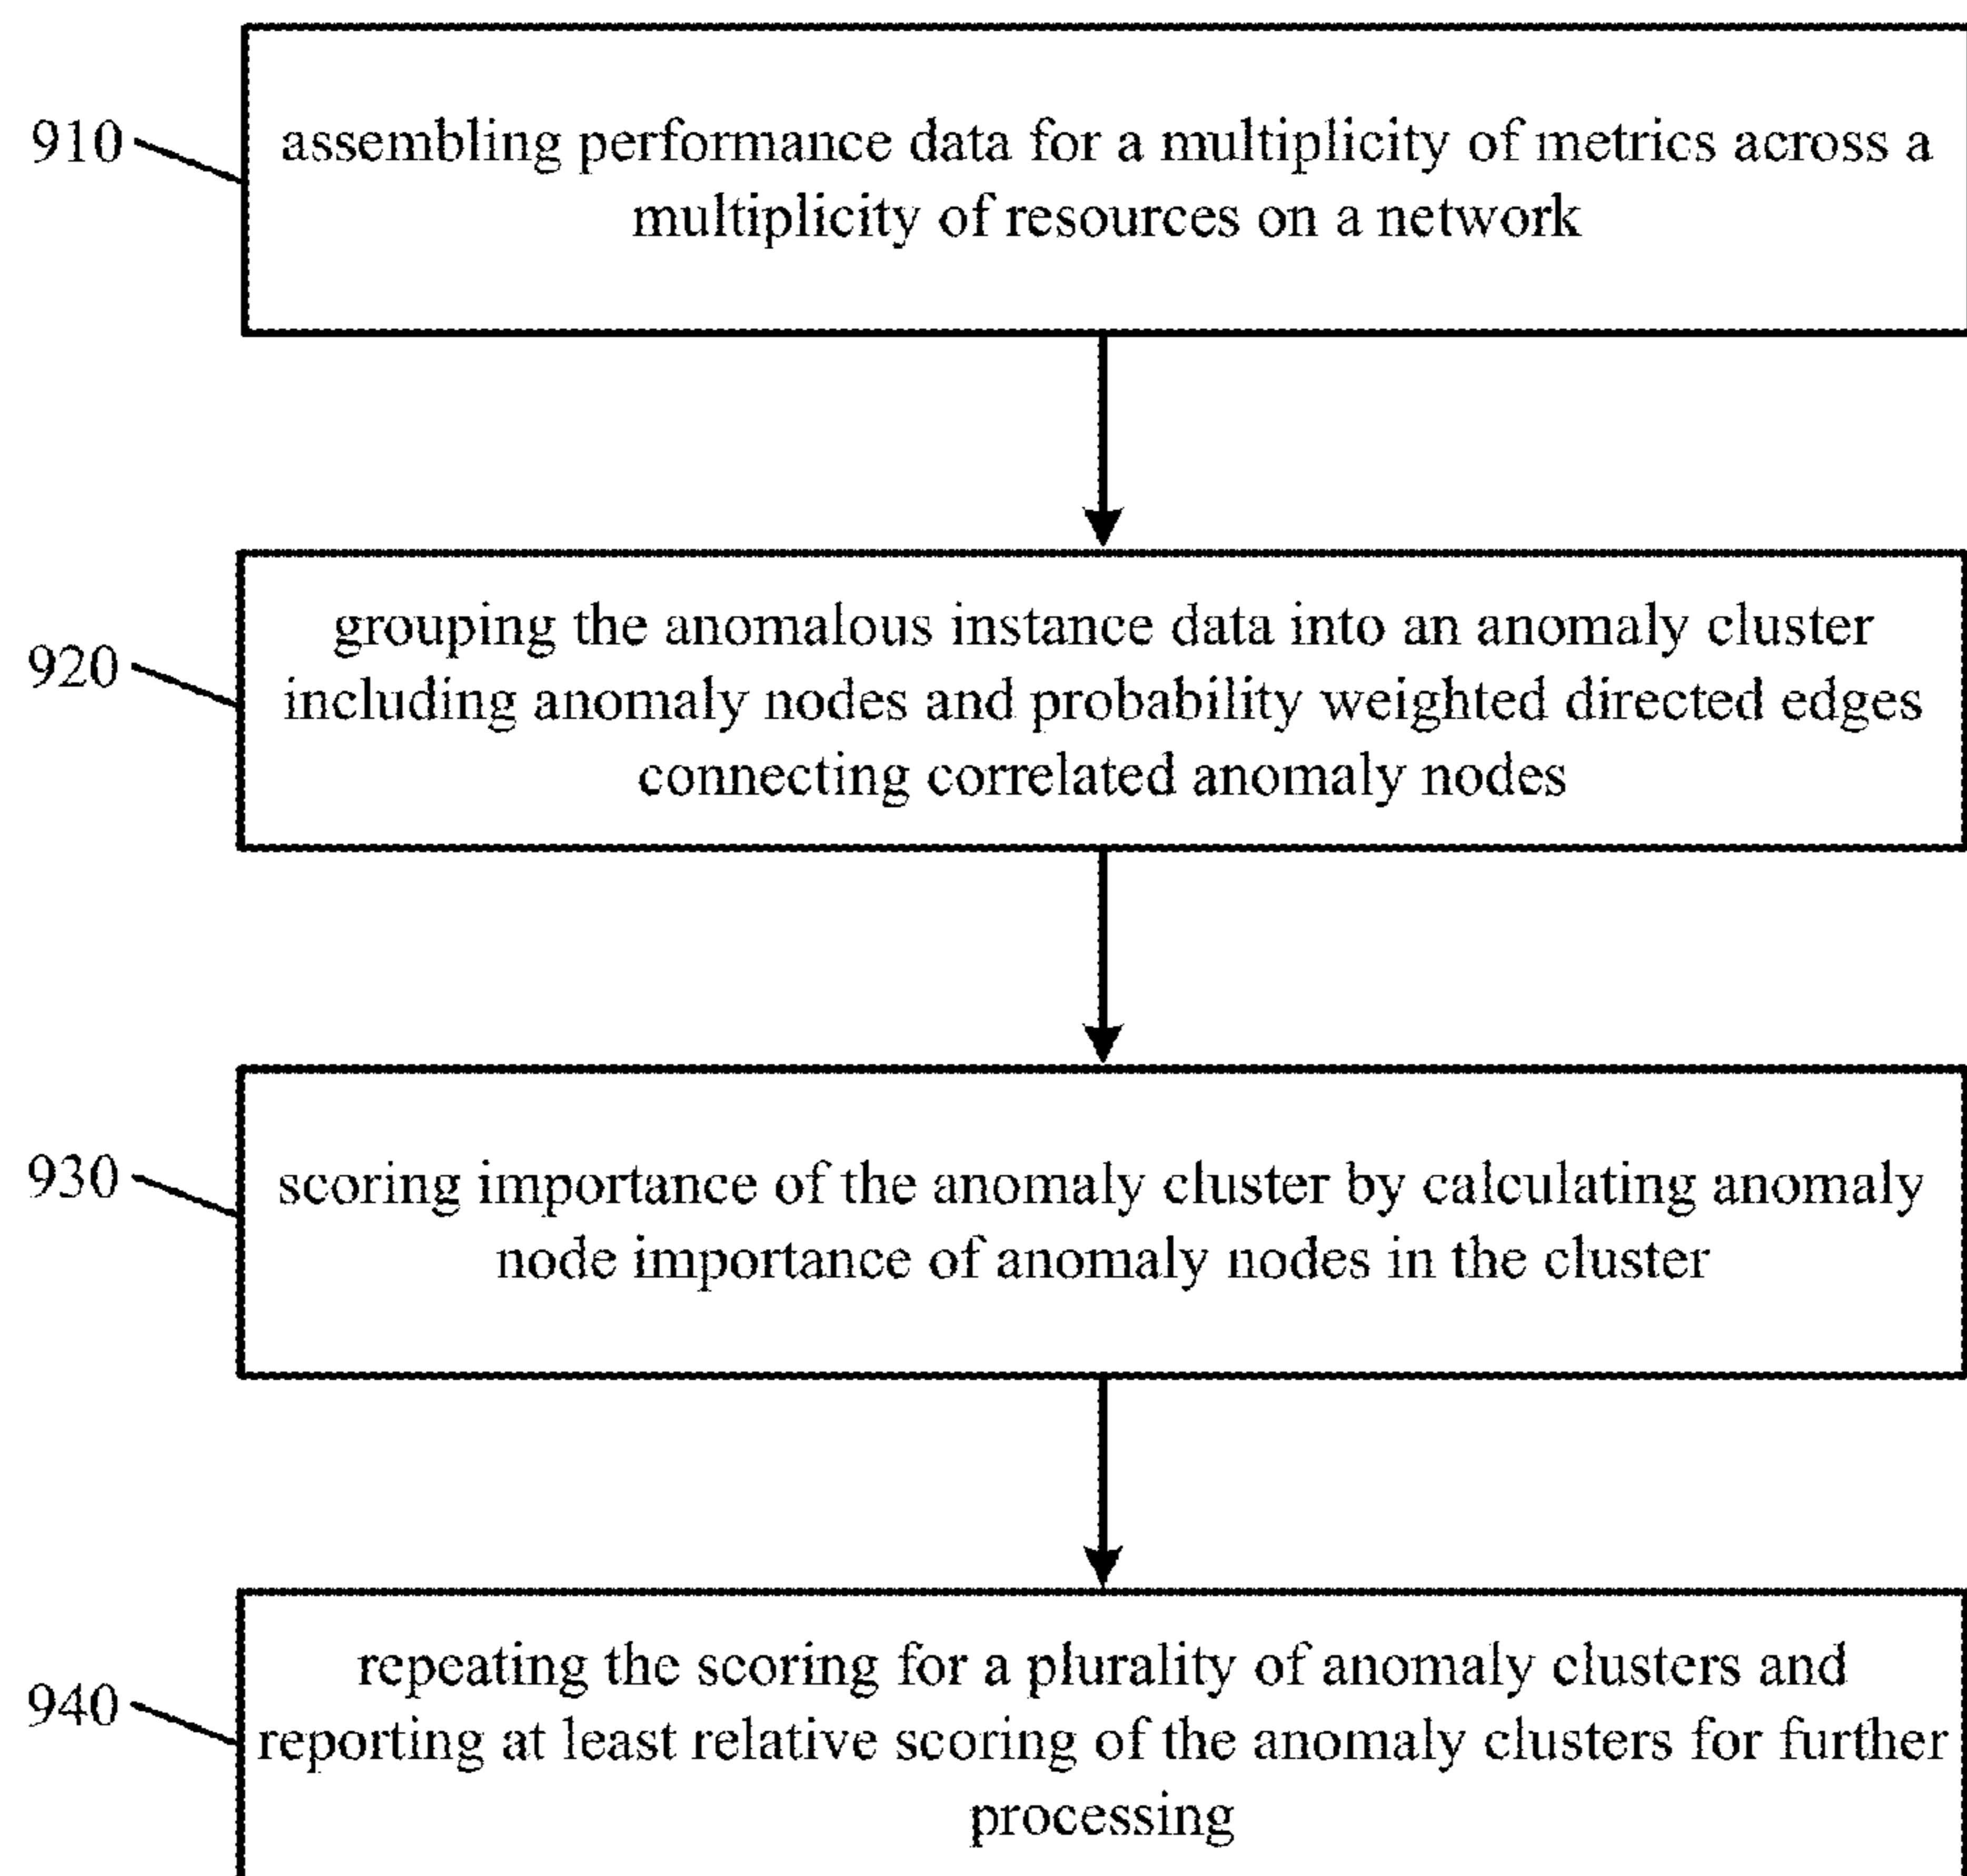 910
assembling performance data for a multiplicity of metrics across a
multiplicity of resources on a network
920
grouping the anomalous instance data into an anomaly cluster
including anomaly nodes and probability weighted directed edges
connecting correlated anomaly nodes
930
scoring importance of the anomaly cluster by calculating anomaly
node importance of anomaly nodes in the cluster
940
repeating the scoring for a plurality of anomaly clusters and
reporting at least relative scoring of the anomaly clusters for further
processing